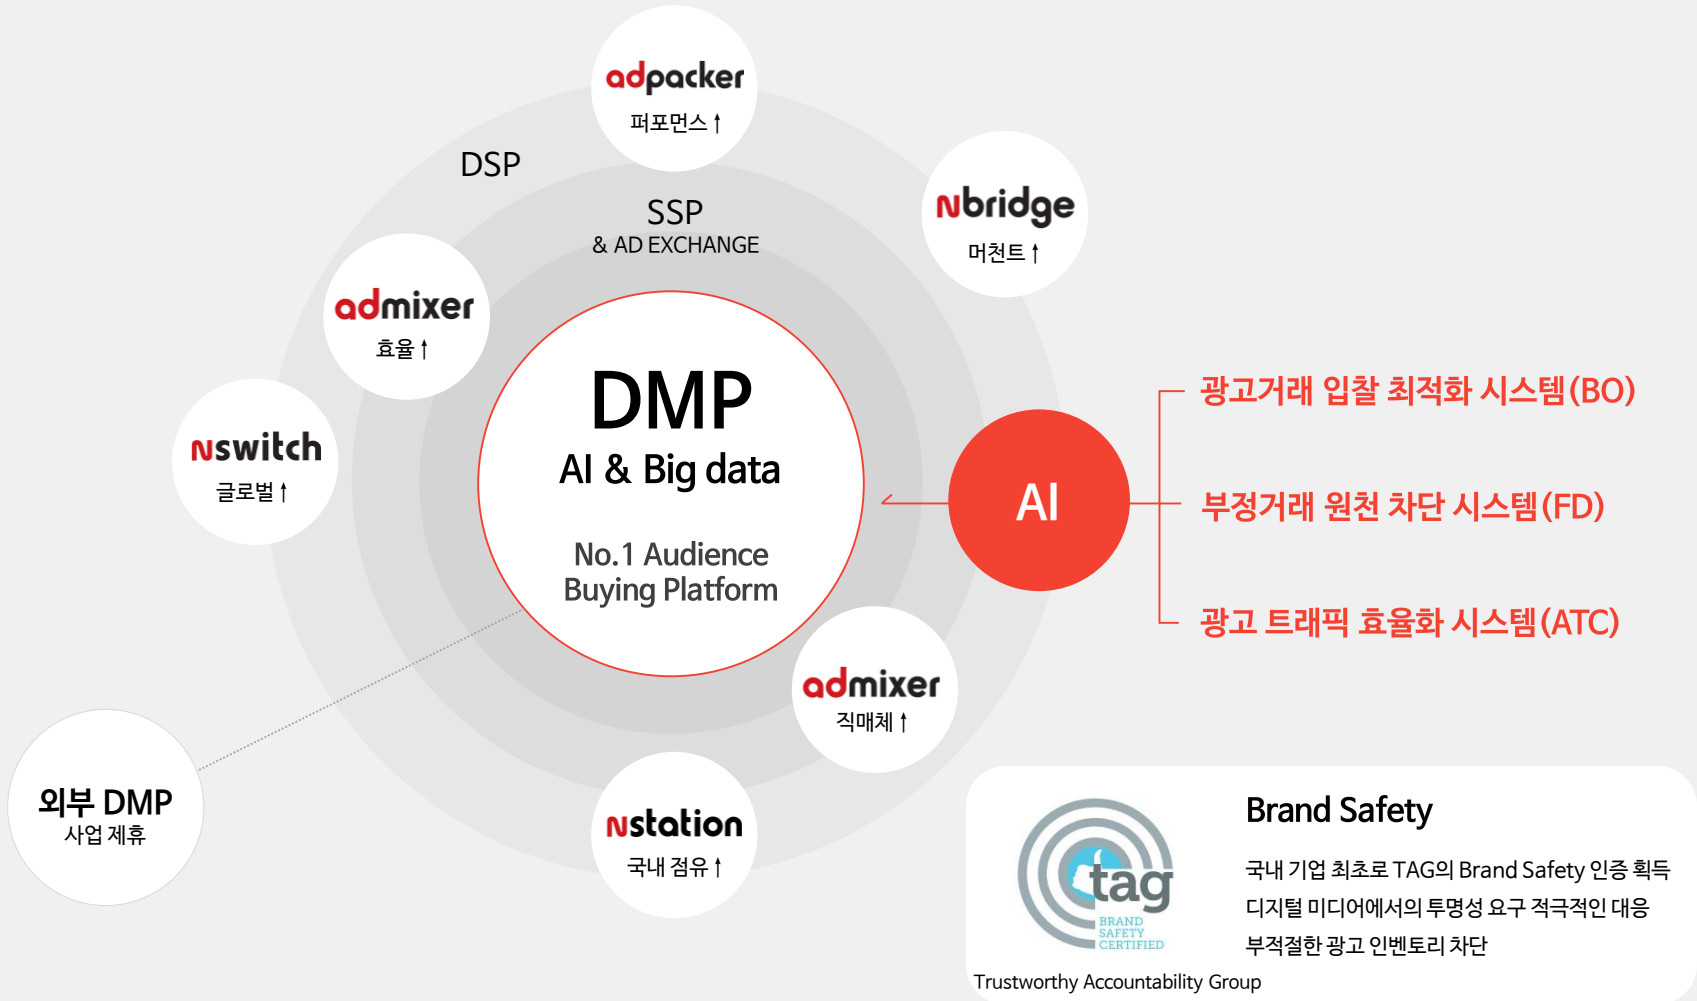 adpacker
퍼포먼스 ↑
DSP
Nbridge
머천트 ↑
SSP
& AD EXCHANGE
admixer
효율 ↑
DMP
AI & Big data
No.1 Audience
Buying Platform
Nswitch
글로벌 ↑
AI
광고거래 입찰 최적화 시스템(BO)
부정거래 원천 차단 시스템(FD)
광고 트래픽 효율화 시스템(ATC)
admixer
직매체 ↑
외부 DMP
사업 제휴
Nstation
국내 점유 ↑
tag
BRAND
SAFETY
CERTIFIED
Trustworthy Accountability Group
Brand Safety
국내 기업 최초로 TAG의 Brand Safety 인증 획득
디지털 미디어에서의 투명성 요구 적극적인 대응
부적절한 광고 인벤토리 차단